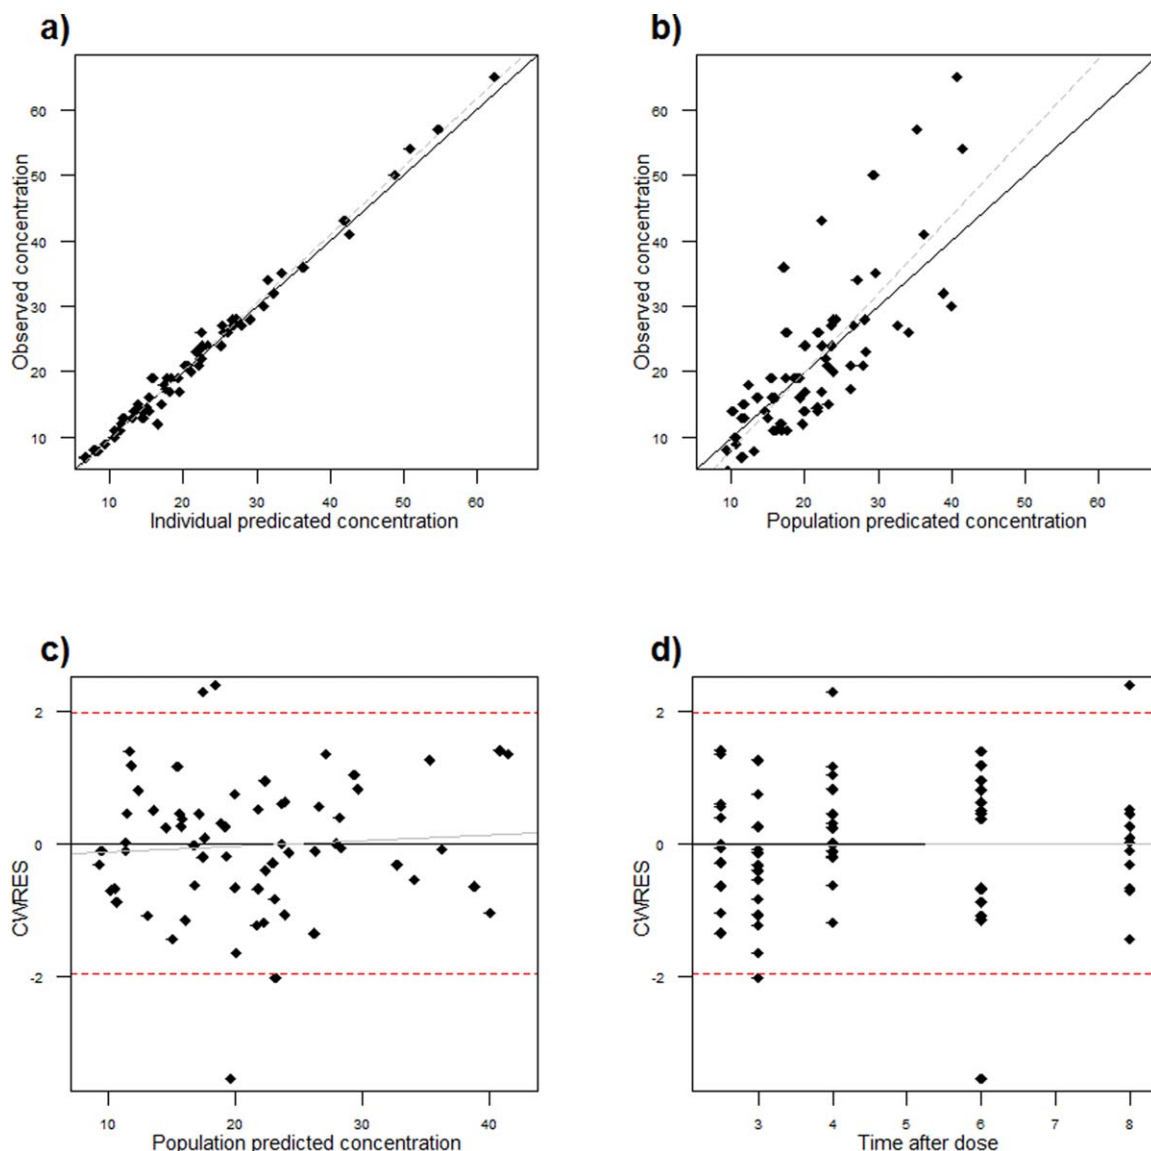 a)
Observed concentration
60
50
40
30
20
10
10 20 30 40 50 60
Individual predicated concentration
b)
Observed concentration
60
50
40
30
20
10
10 20 30 40 50 60
Population predicated concentration
c)
CWRES
2
0
-2
10 20 30 40
Population predicted concentration
d)
CWRES
2
0
-2
3 4 5 6 7 8
Time after dose